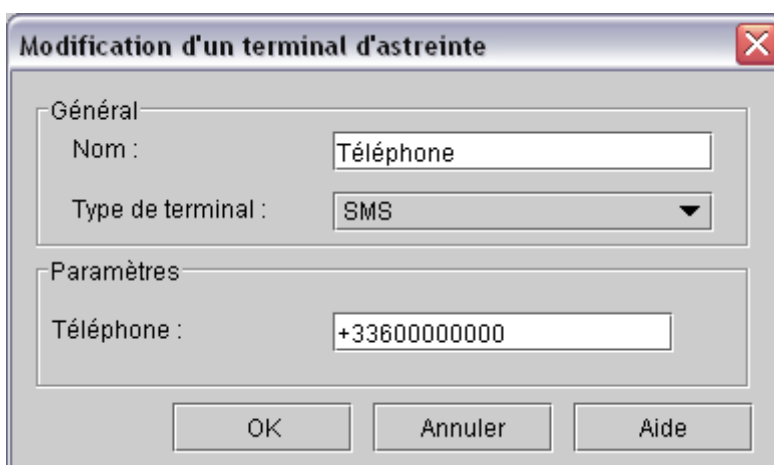 Modification d'un terminal d'astreinte
Général
Nom : Téléphone
Type de terminal : SMS
Paramètres
Téléphone : +33600000000
OK Annuler Aide